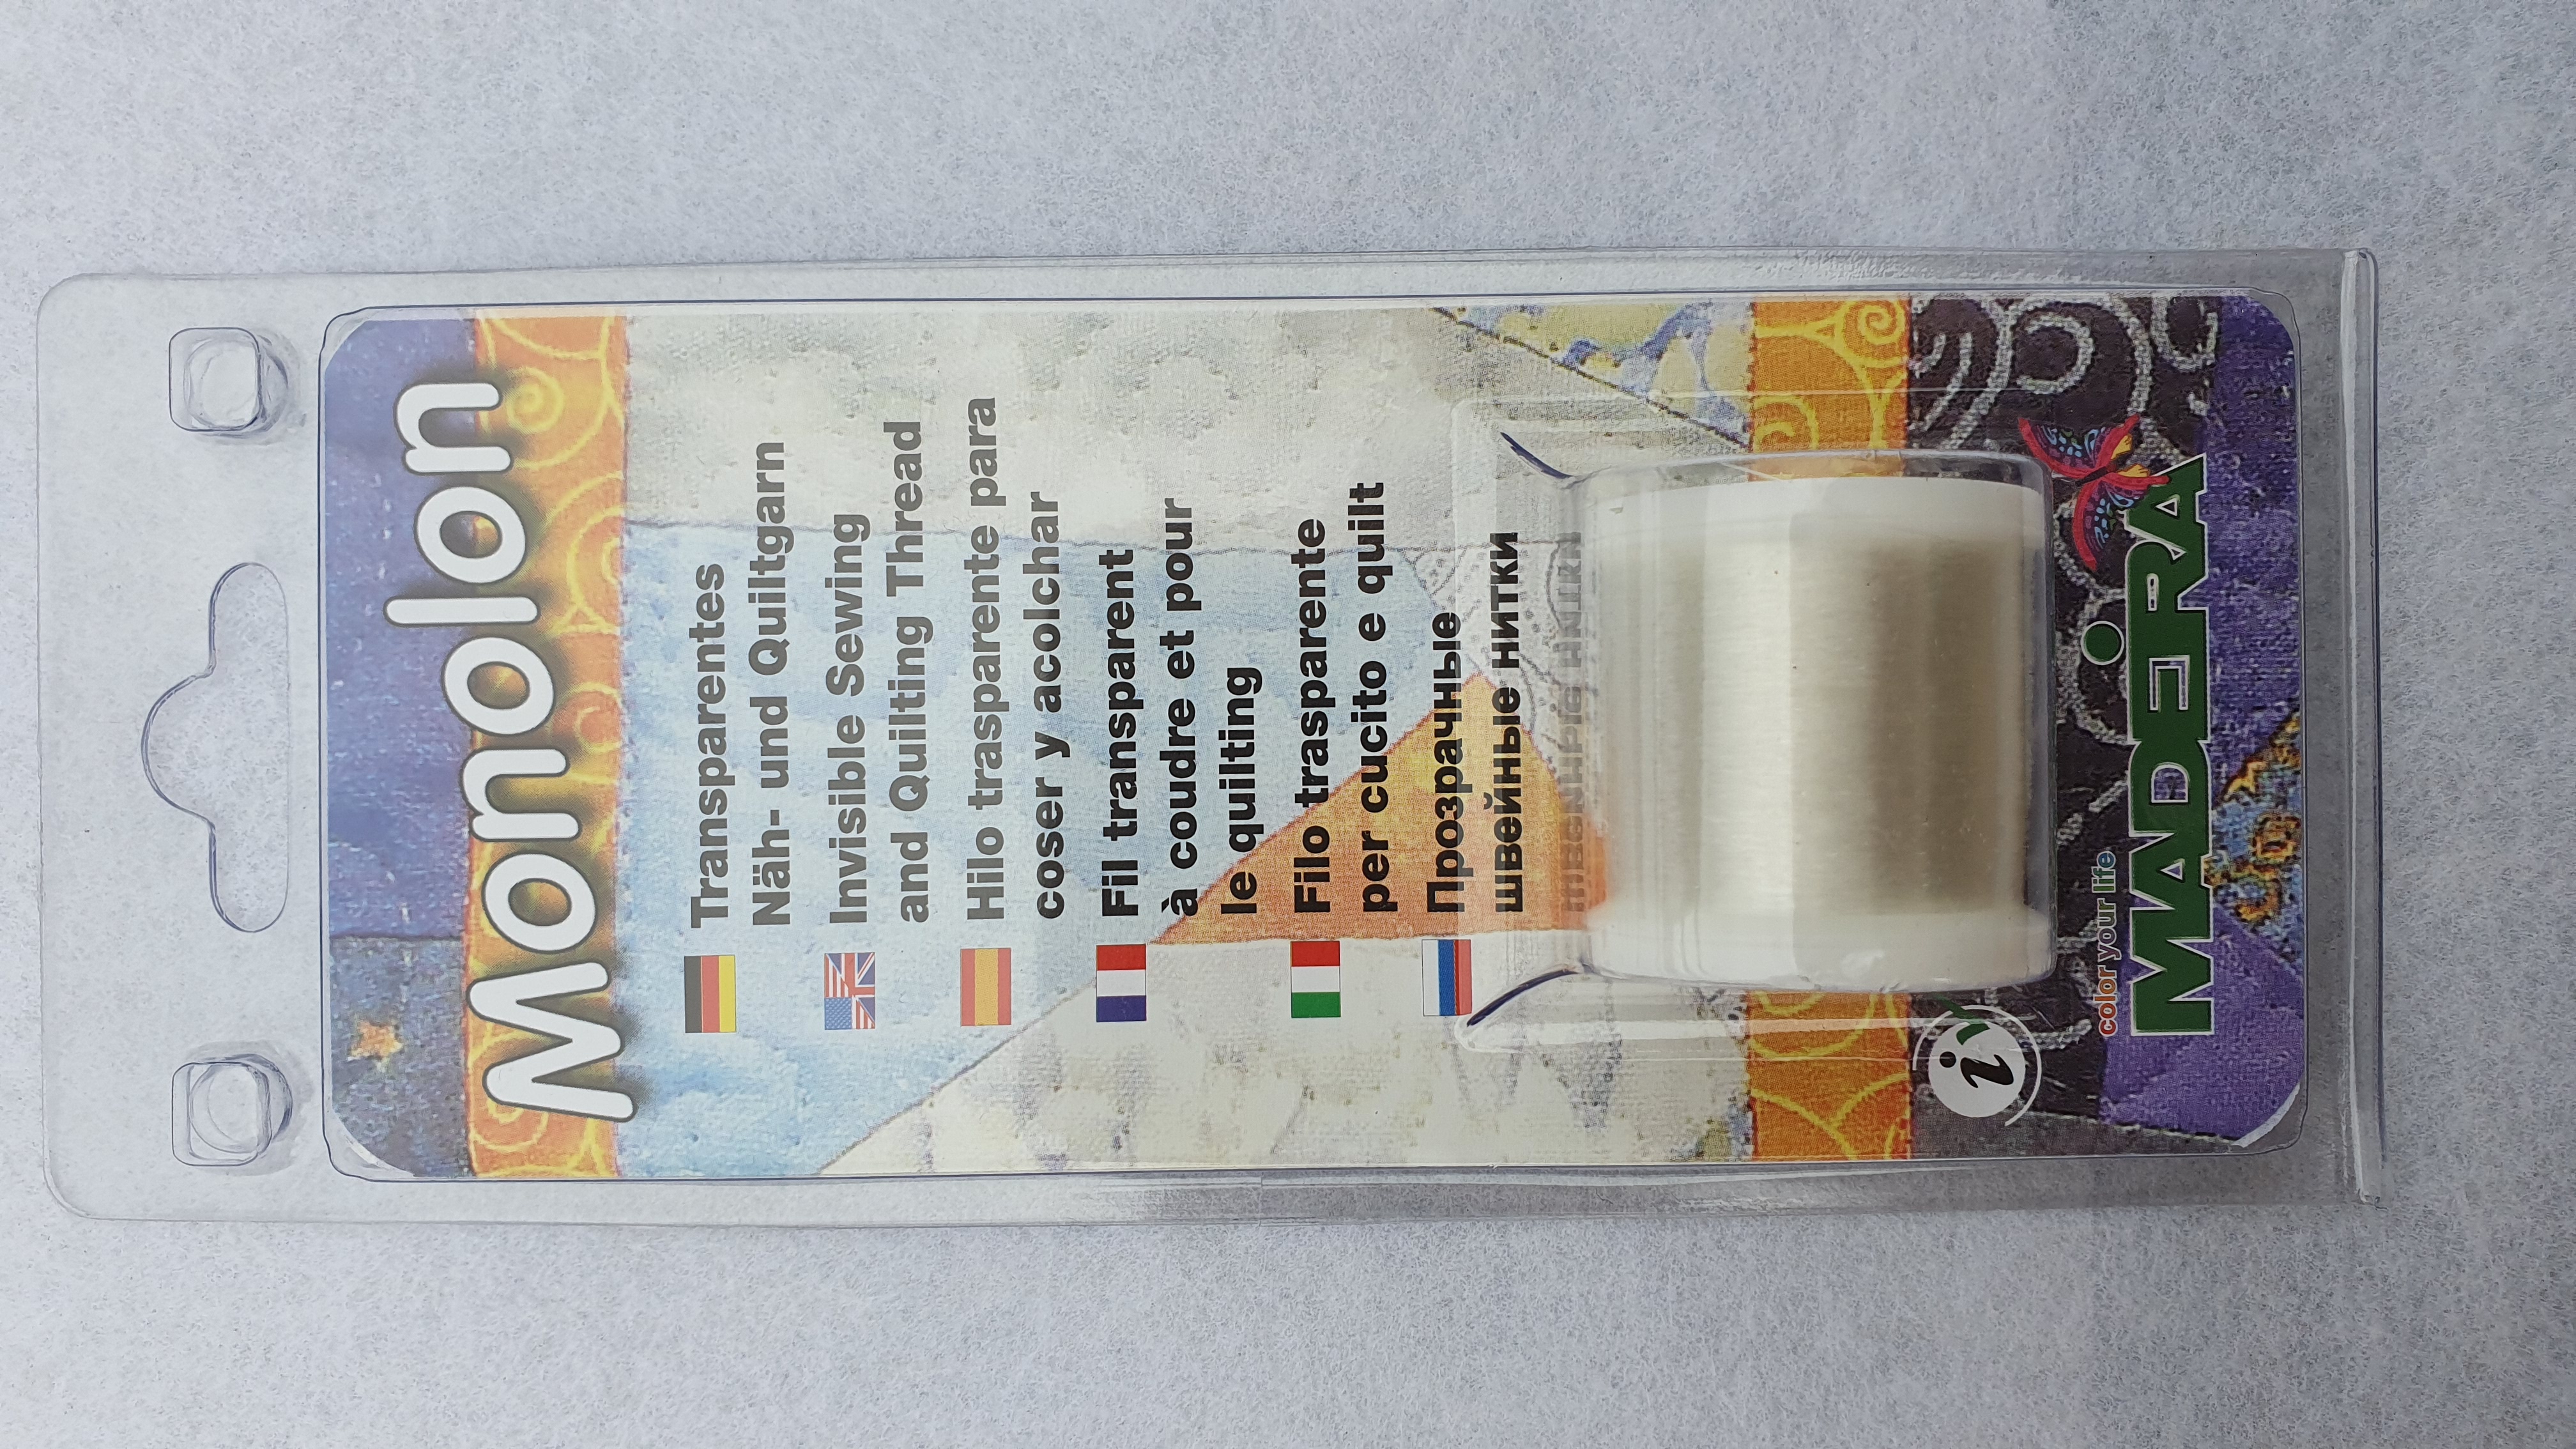 Monolon
Transparentes
Näh- und Quiltgarn
Invisible Sewing
and Quilting Thread
Hilo trasparente para
coser y acolchar
Fil transparent
à coudre et pour
le quilting
Filo trasparente
per cucito e quilt
Прозрачные
швейные нитки
i
color your life
MADEIRA